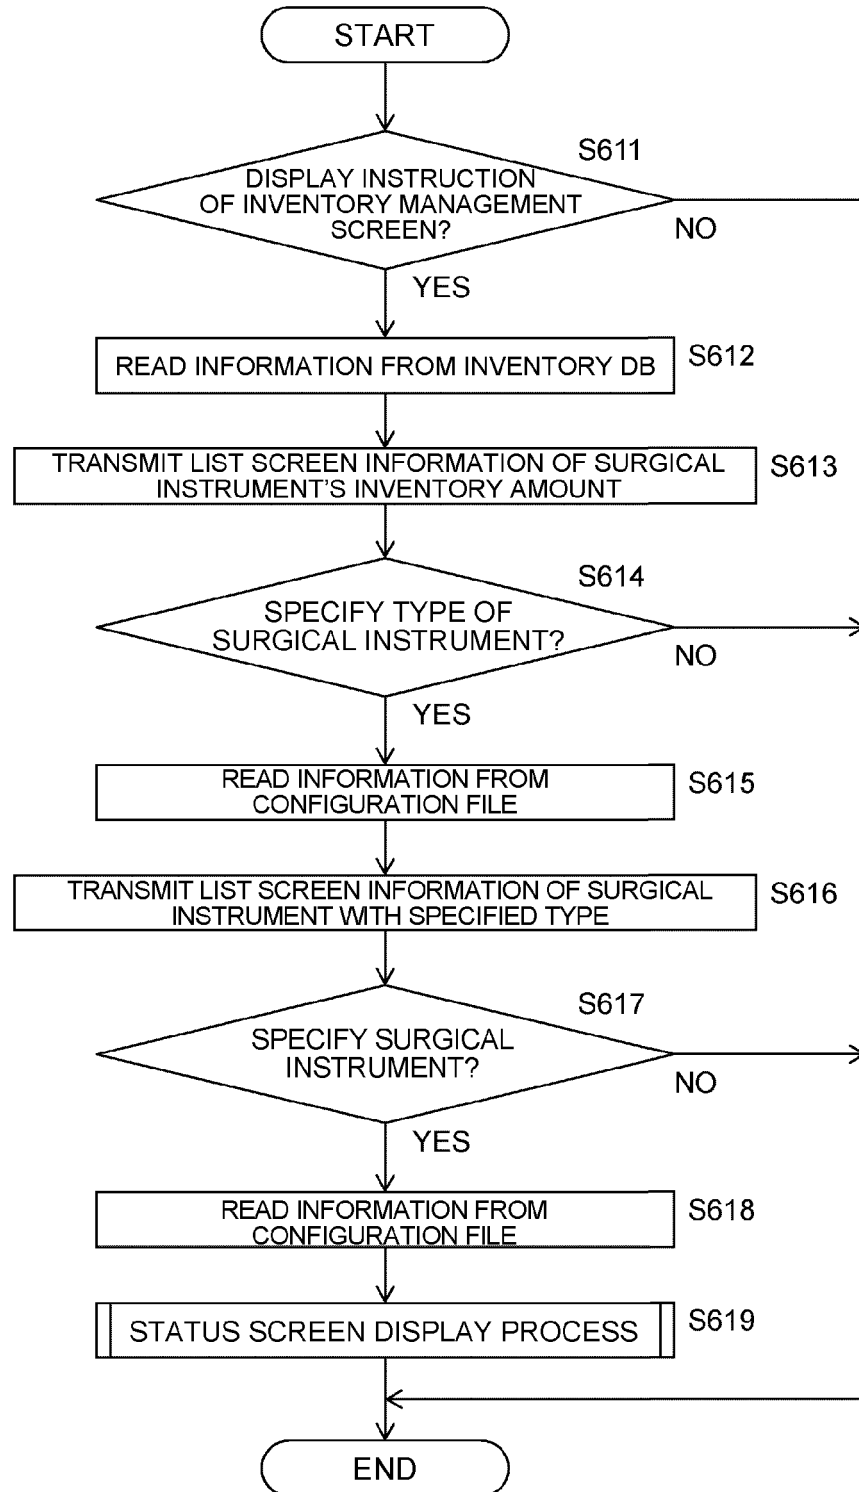 START
S611
DISPLAY INSTRUCTION
OF INVENTORY MANAGEMENT
SCREEN?
NO
YES
READ INFORMATION FROM INVENTORY DB
S612
TRANSMIT LIST SCREEN INFORMATION OF SURGICAL
INSTRUMENT'S INVENTORY AMOUNT
S613
S614
SPECIFY TYPE OF
SURGICAL INSTRUMENT?
NO
YES
READ INFORMATION FROM
CONFIGURATION FILE
S615
TRANSMIT LIST SCREEN INFORMATION OF SURGICAL
INSTRUMENT WITH SPECIFIED TYPE
S616
S617
SPECIFY SURGICAL
INSTRUMENT?
NO
YES
READ INFORMATION FROM
CONFIGURATION FILE
S618
STATUS SCREEN DISPLAY PROCESS
S619
END